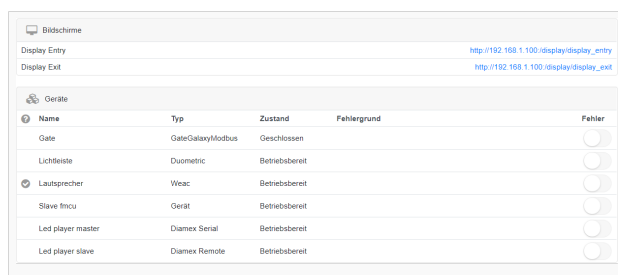 Bildschirme
Display Entry http://192.168.1.100:/display/display_entry
Display Exit http://192.168.1.100:/display/display_exit
Geräte
Name Typ Zustand Fehlergrund Fehler
Gate GateGalaxyModbus Geschlossen
Lichtleiste Duometric Betriebsbereit
Lautsprecher Weac Betriebsbereit
Slave fmcu Gerät Betriebsbereit
Led player master Diamex Serial Betriebsbereit
Led player slave Diamex Remote Betriebsbereit